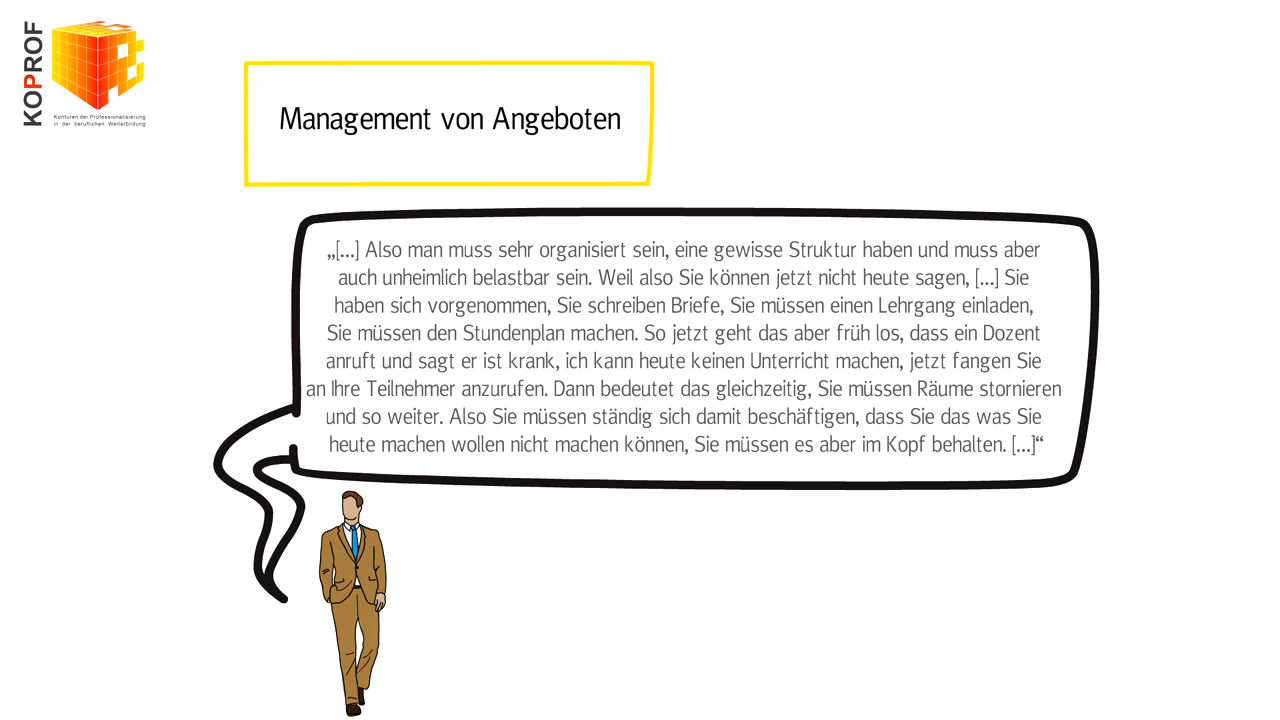 KOPROF
Konturen der Professionalisierung
in der beruflichen Weiterbildung
Management von Angeboten
„[...] Also man muss sehr organisiert sein, eine gewisse Struktur haben und muss aber
auch unheimlich belastbar sein. Weil also Sie können jetzt nicht heute sagen, [...] Sie
haben sich vorgenommen, Sie schreiben Briefe, Sie müssen einen Lehrgang einladen,
Sie müssen den Stundenplan machen. So jetzt geht das aber früh los, dass ein Dozent
anruft und sagt er ist krank, ich kann heute keinen Unterricht machen, jetzt fangen Sie
an Ihre Teilnehmer anzurufen. Dann bedeutet das gleichzeitig, Sie müssen Räume stornieren
und so weiter. Also Sie müssen ständig sich damit beschäftigen, dass Sie das was Sie
heute machen wollen nicht machen können, Sie müssen es aber im Kopf behalten. [...]“